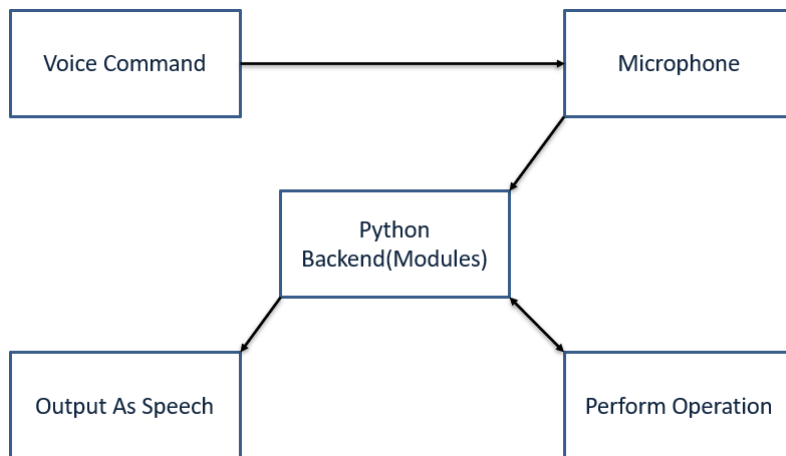 Voice Command
Microphone
Python
Backend(Modules)
Output As Speech
Perform Operation